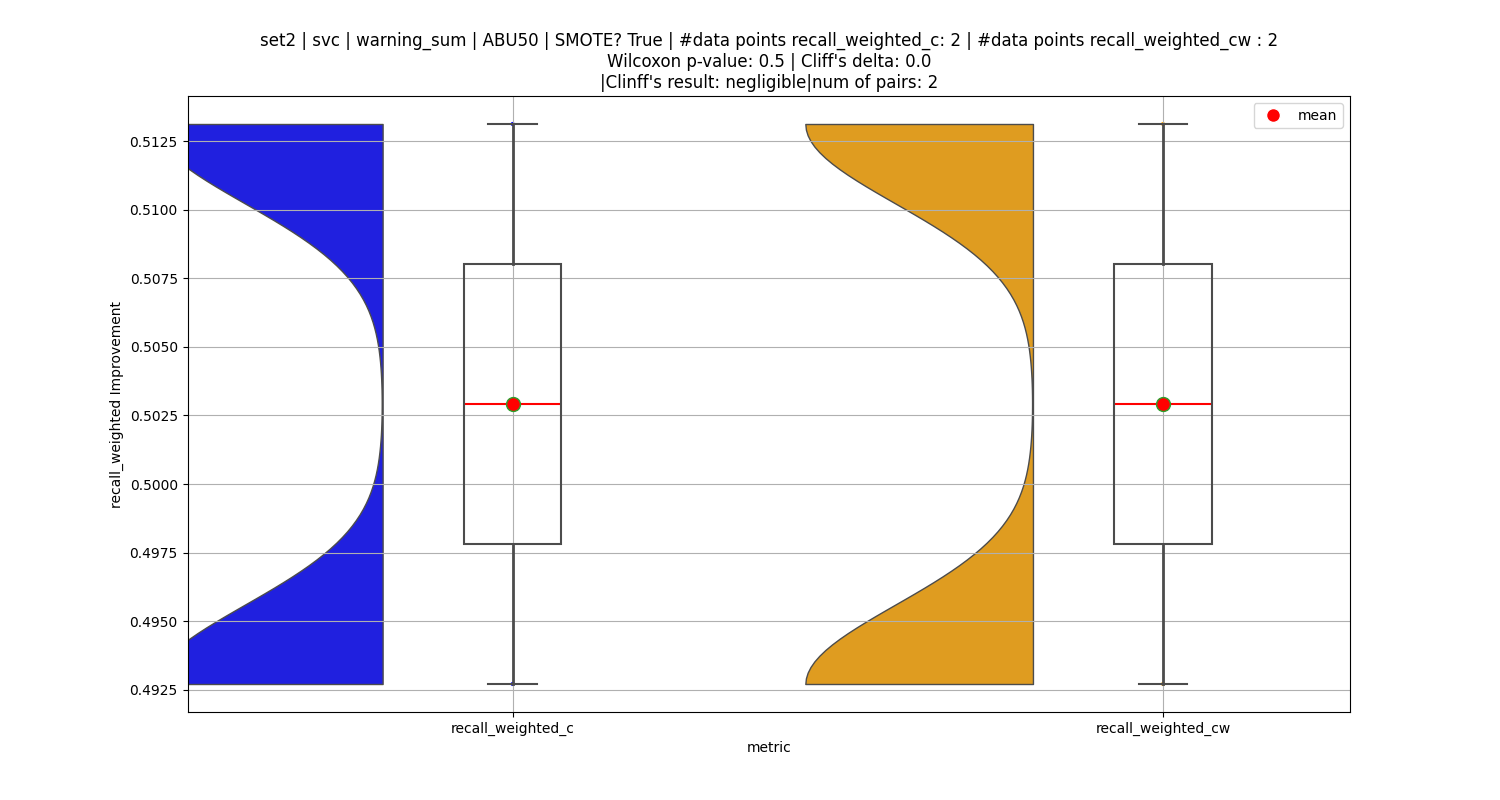 set2 | svc | warning_sum | ABU50 | SMOTE? True | #data points recall_weighted_c: 2 | #data points recall_weighted_cw : 2
Wilcoxon p-value: 0.5 | Cliff's delta: 0.0
|Clinff's result: negligible|num of pairs: 2
mean
0.5125
0.5100
0.5075
0.5050
0.5025
0.5000
0.4975
0.4950
0.4925
recall_weighted Improvement
recall_weighted_c
recall_weighted_cw
metric